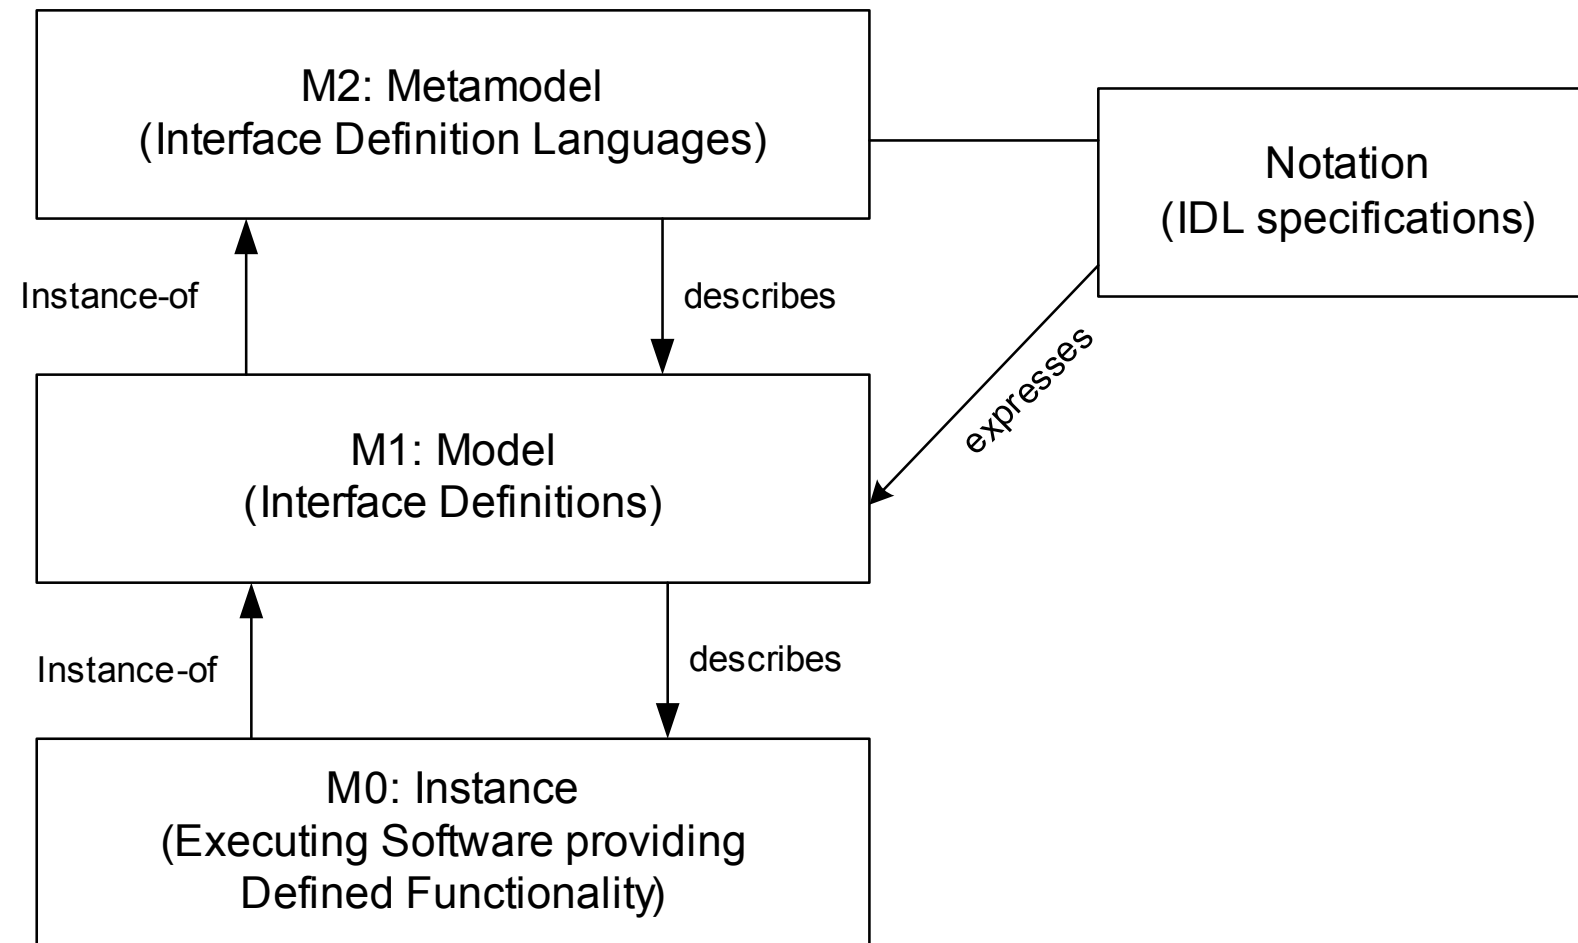 M2: Metamodel
(Interface Definition Languages)
Notation
(IDL specifications)
Instance-of
describes
expresses
M1: Model
(Interface Definitions)
Instance-of
describes
M0: Instance
(Executing Software providing
Defined Functionality)